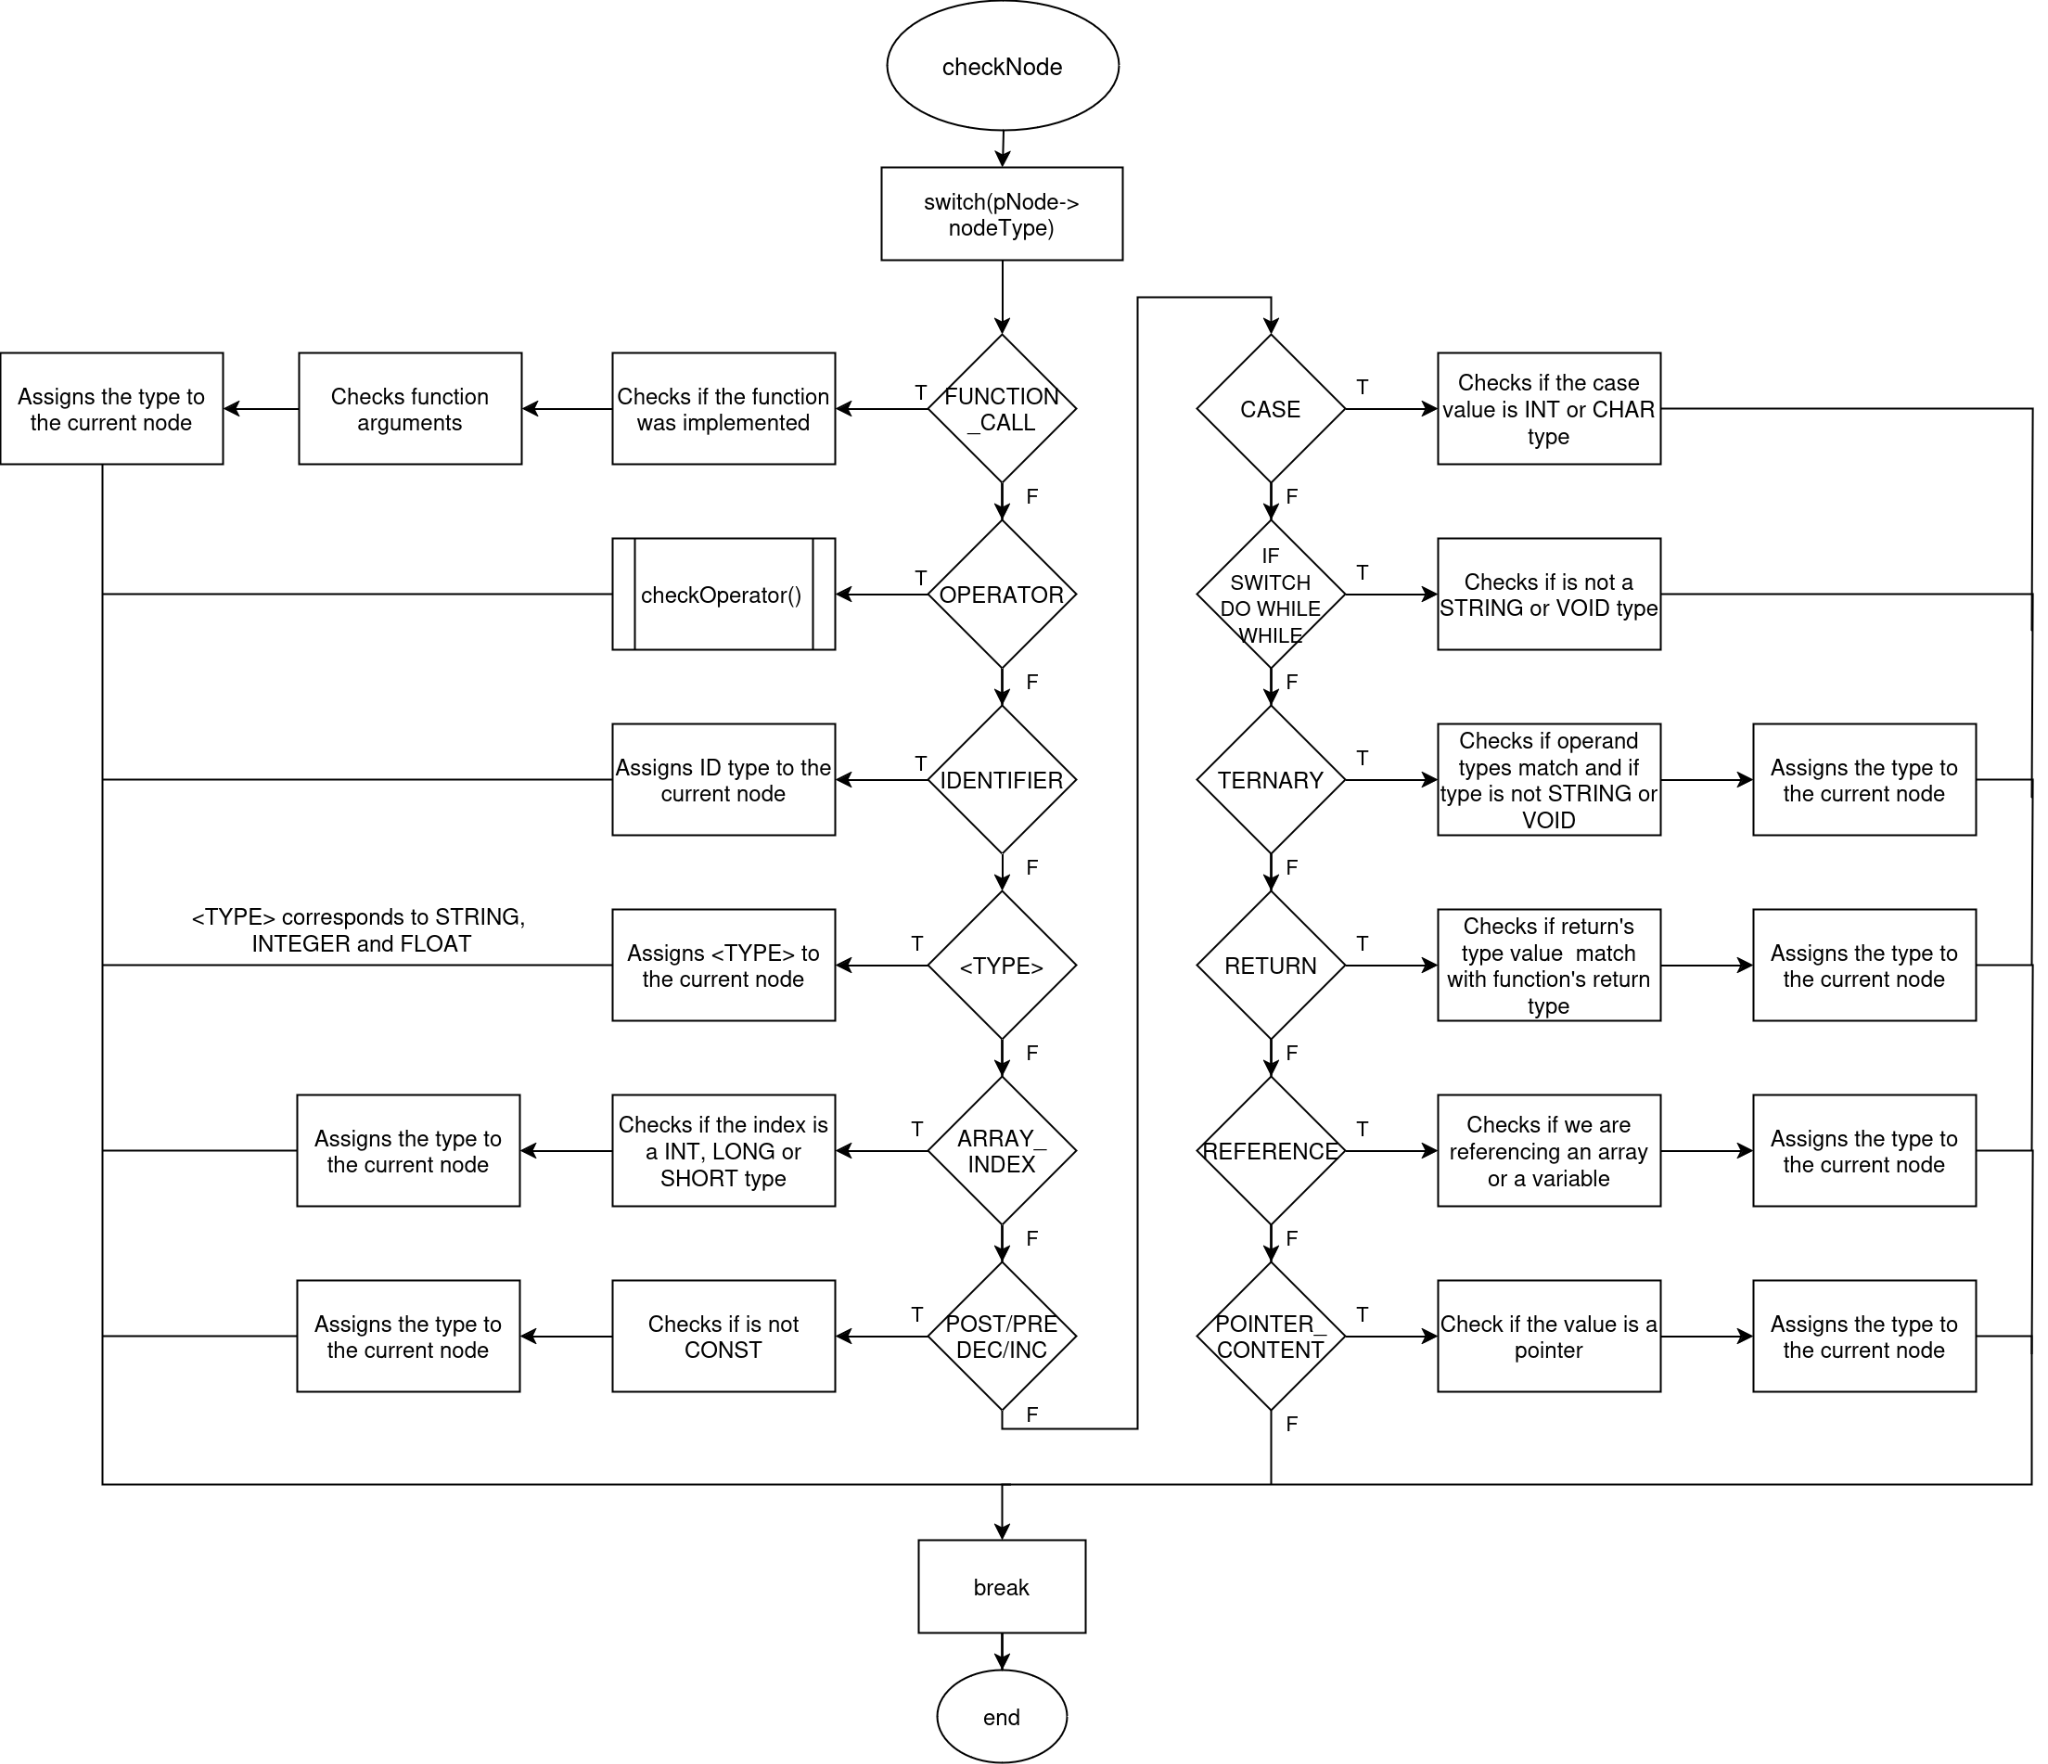 checkNode
switch(pNode->
nodeType)
FUNCTION
_CALL
T
Checks if the function
was implemented
Checks function
arguments
Assigns the type to
the current node
F
OPERATOR
T
checkOperator()
F
IDENTIFIER
T
Assigns ID type to the
current node
F
<TYPE>
T
Assigns <TYPE> to
the current node
<TYPE> corresponds to STRING,
INTEGER and FLOAT
F
ARRAY_
INDEX
T
Checks if the index is
a INT, LONG or
SHORT type
Assigns the type to
the current node
F
POST/PRE
DEC/INC
T
Checks if is not
CONST
Assigns the type to
the current node
F
CASE
T
Checks if the case
value is INT or CHAR
type
F
IF
SWITCH
DO WHILE
WHILE
T
Checks if is not a
STRING or VOID type
F
TERNARY
T
Checks if operand
types match and if
type is not STRING or
VOID
Assigns the type to
the current node
F
RETURN
T
Checks if return's
type value  match
with function's return
type
Assigns the type to
the current node
F
REFERENCE
T
Checks if we are
referencing an array
or a variable
Assigns the type to
the current node
F
POINTER_
CONTENT
T
Check if the value is a
pointer
Assigns the type to
the current node
F
break
end